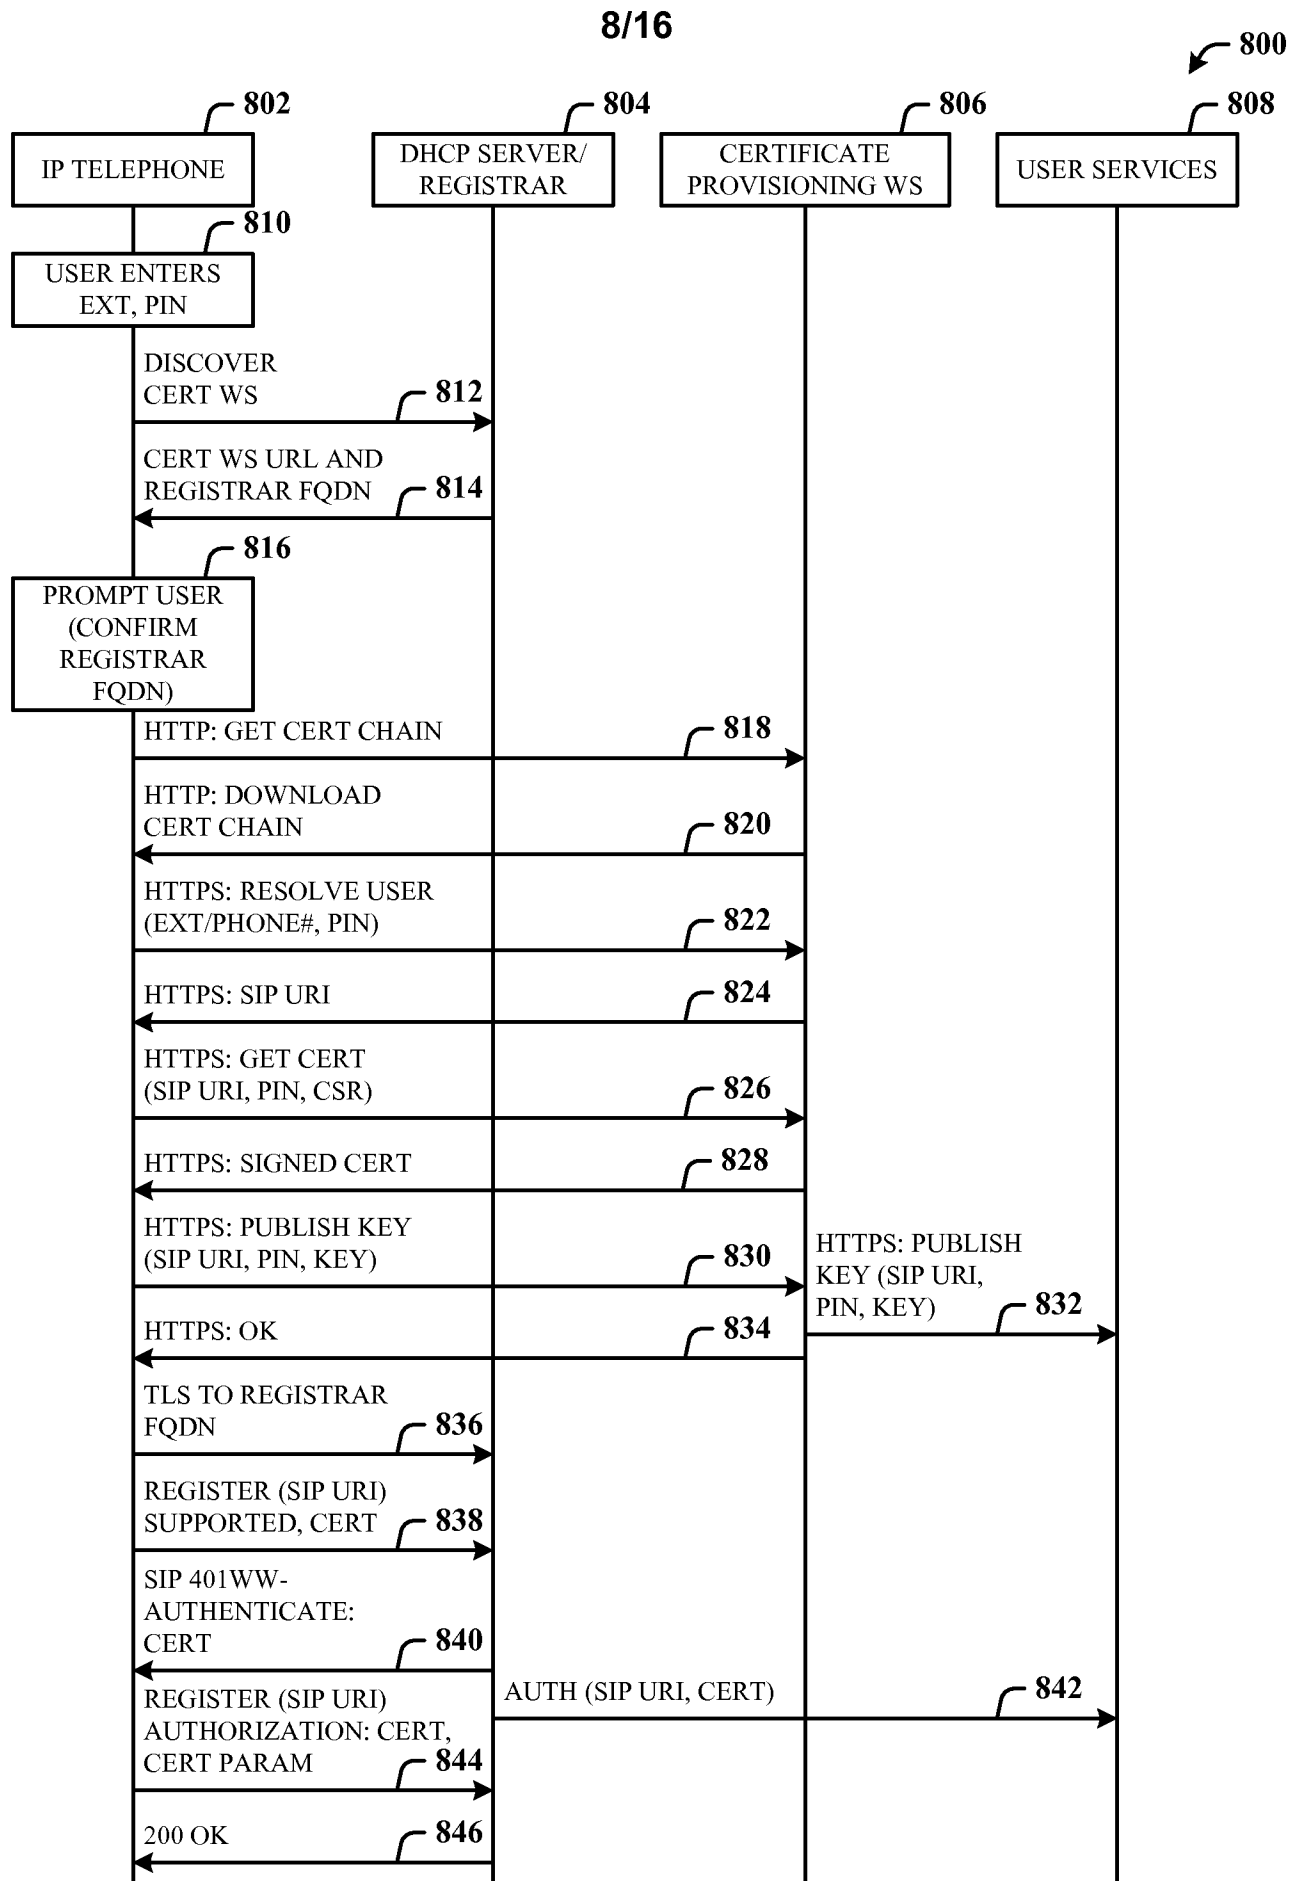 8/16
800
802
804
806
808
IP TELEPHONE
DHCP SERVER/
REGISTRAR
CERTIFICATE
PROVISIONING WS
USER SERVICES
810
USER ENTERS
EXT, PIN
DISCOVER
CERT WS
812
CERT WS URL AND
REGISTRAR FQDN
814
816
PROMPT USER
(CONFIRM
REGISTRAR
FQDN)
HTTP: GET CERT CHAIN
818
HTTP: DOWNLOAD
CERT CHAIN
820
HTTPS: RESOLVE USER
(EXT/PHONE#, PIN)
822
HTTPS: SIP URI
824
HTTPS: GET CERT
(SIP URI, PIN, CSR)
826
HTTPS: SIGNED CERT
828
HTTPS: PUBLISH KEY
(SIP URI, PIN, KEY)
830
HTTPS: PUBLISH
KEY (SIP URI,
PIN, KEY)
832
HTTPS: OK
834
TLS TO REGISTRAR
FQDN
836
REGISTER (SIP URI)
SUPPORTED, CERT
838
SIP 401WW-
AUTHENTICATE:
CERT
840
AUTH (SIP URI, CERT)
842
REGISTER (SIP URI)
AUTHORIZATION: CERT,
CERT PARAM
844
200 OK
846